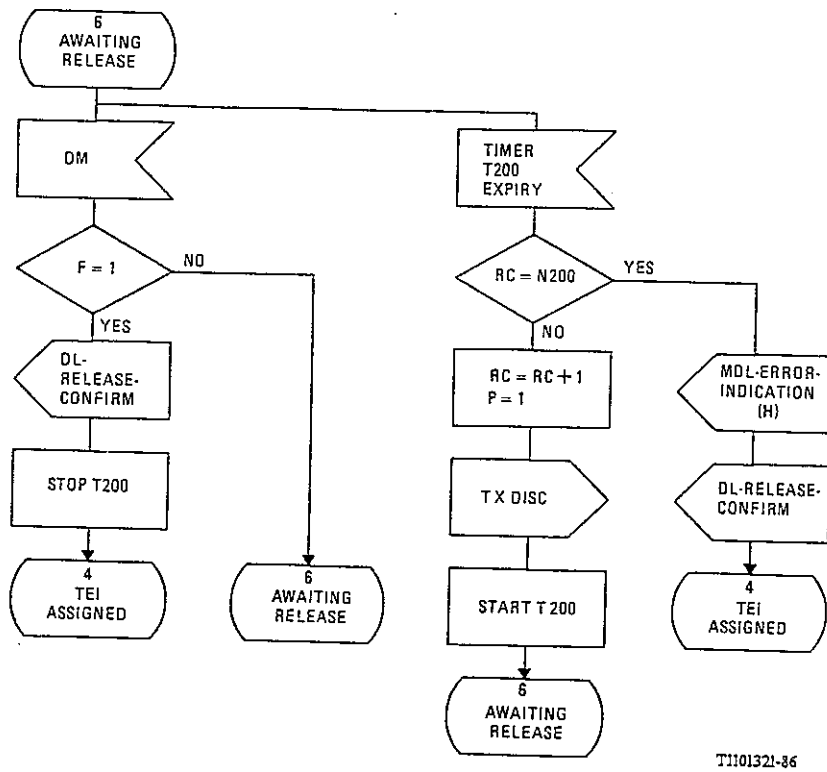 6
AWAITING
RELEASE
DM
F = 1
NO
YES
DL-
RELEASE-
CONFIRM
STOP T200
4
TEI
ASSIGNED
6
AWAITING
RELEASE
TIMER
T200
EXPIRY
RC = N200
YES
NO
RC = RC + 1
P = 1
TX DISC
START T200
6
AWAITING
RELEASE
MDL-ERROR-
INDICATION
(H)
DL-RELEASE-
CONFIRM
4
TEI
ASSIGNED
T1101321-86